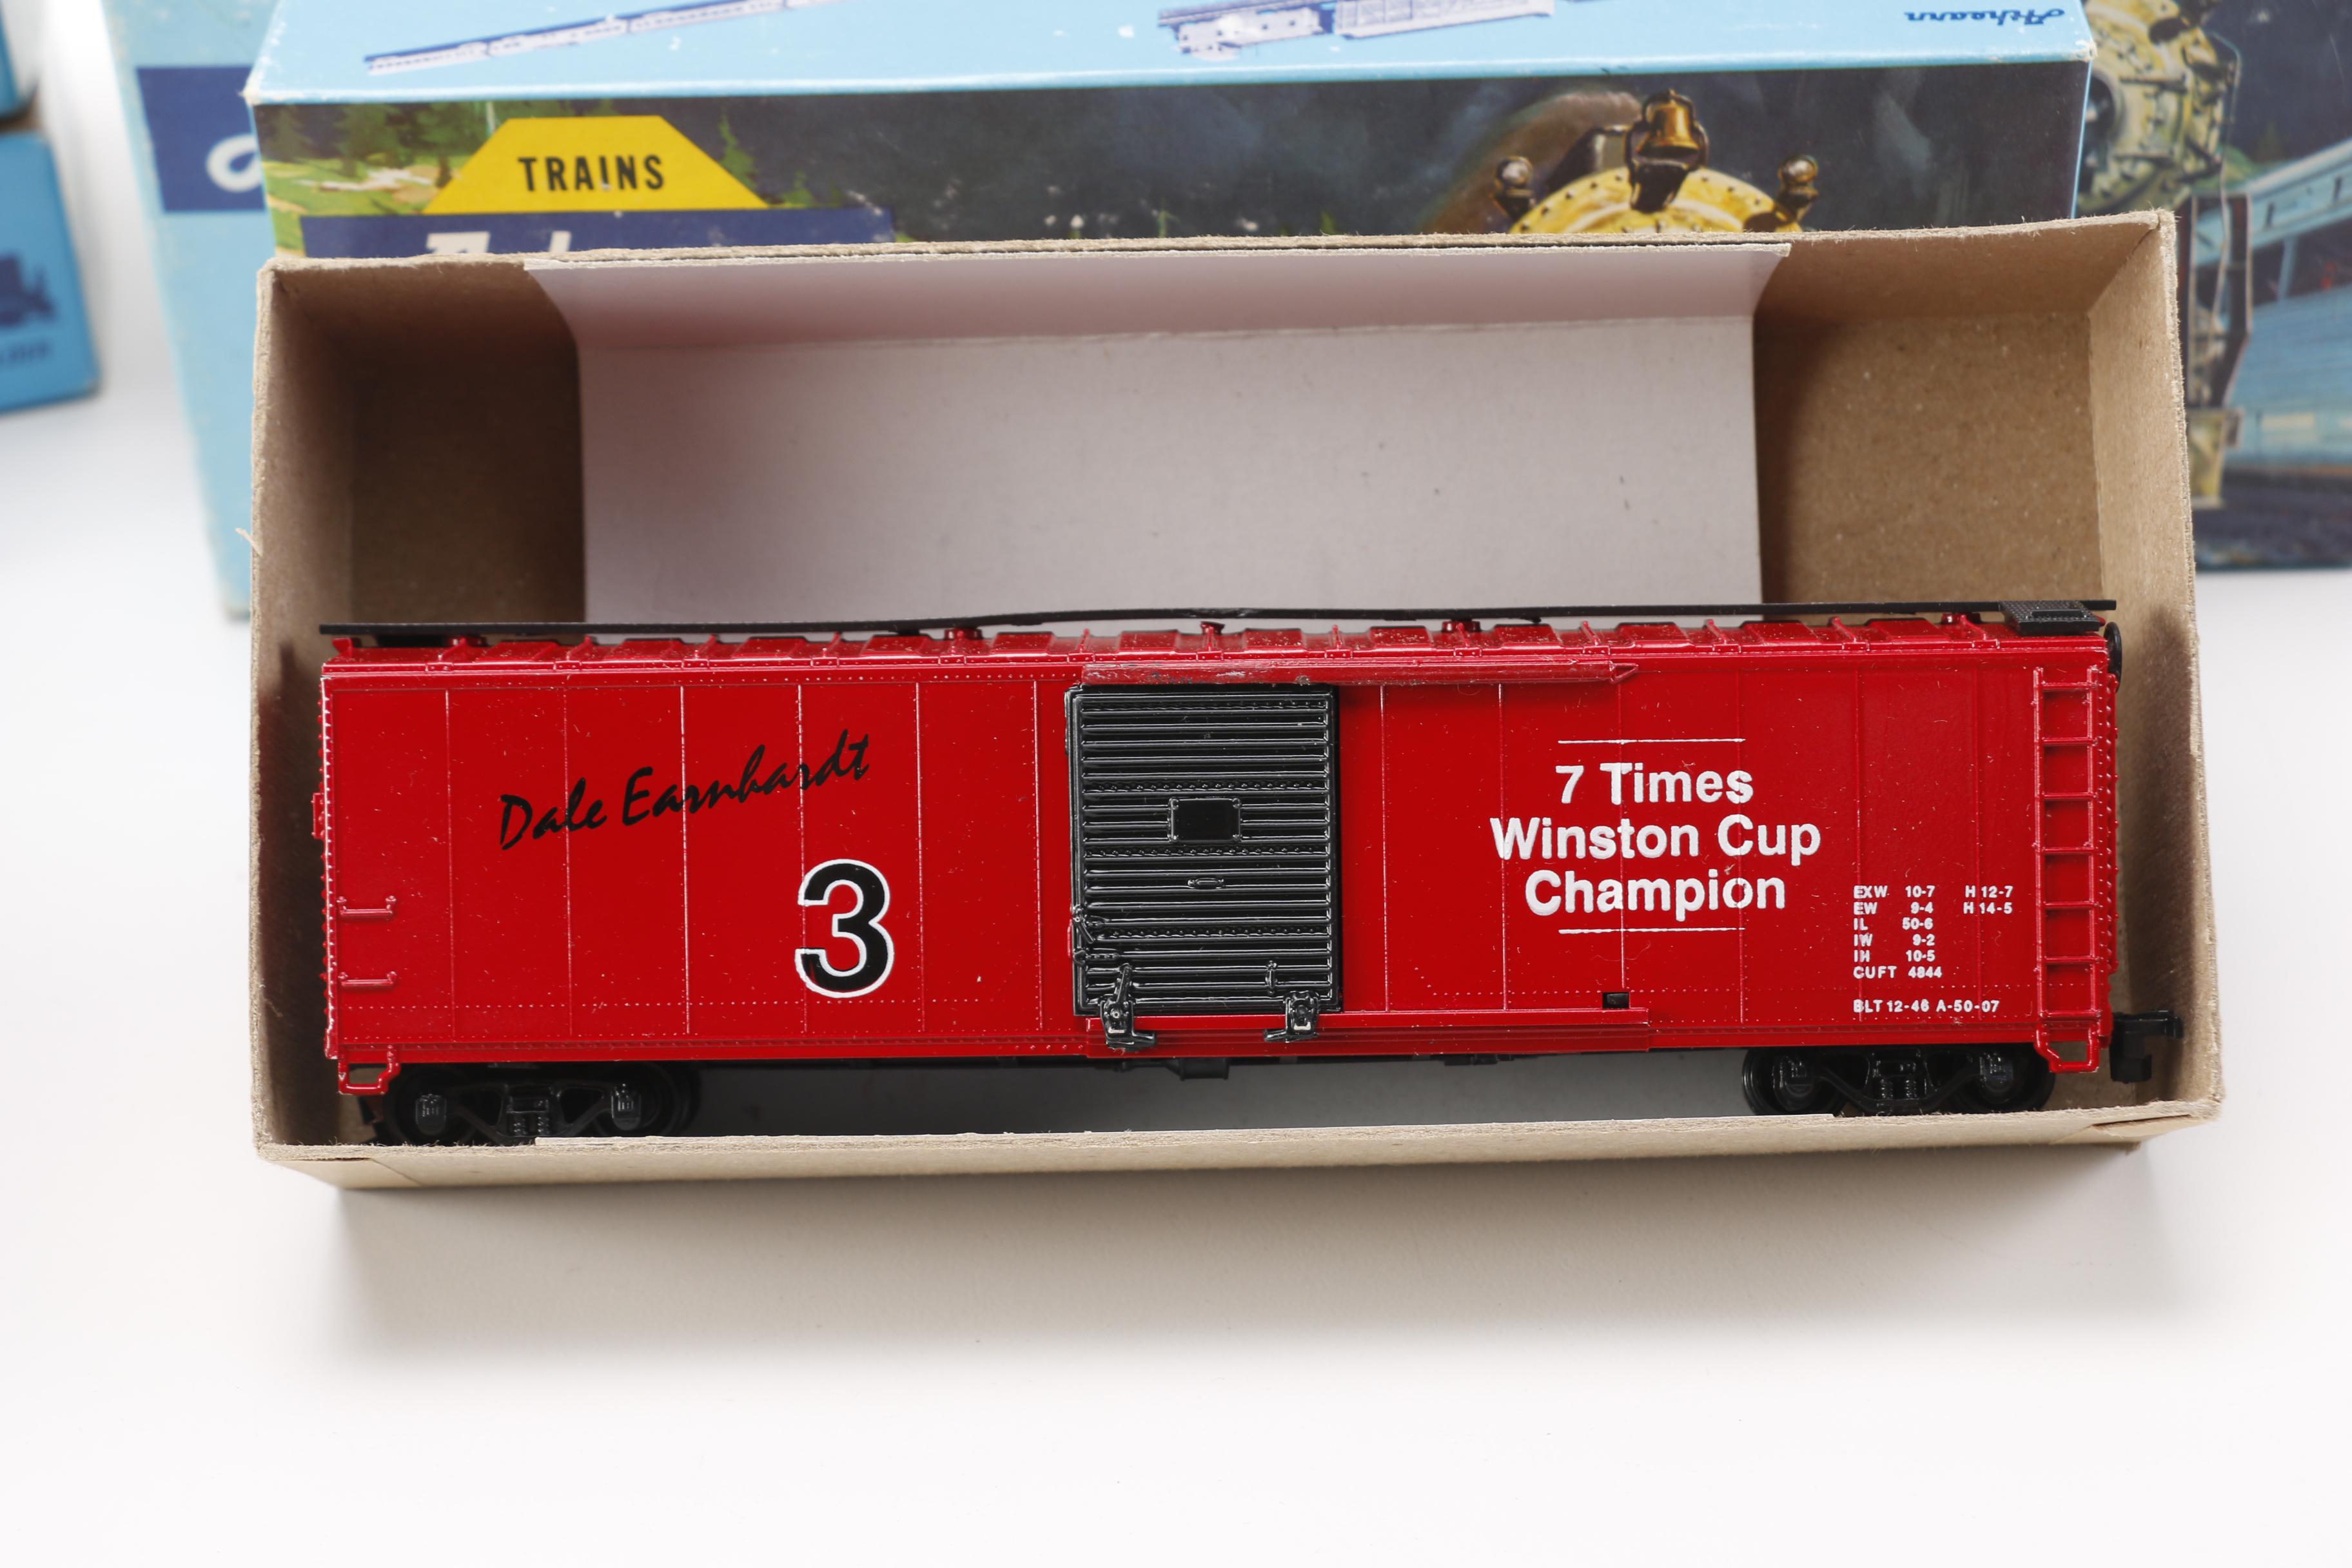 Athearn
TRAINS
Dale Earnhardt
3
7 Times
Winston Cup
Champion
EXW 10-7 H 12-7
EW 9-4 H 14-5
IL 50-6
IW 9-2
IH 10-5
CUFT 4844
BLT 12-46 A-50-07